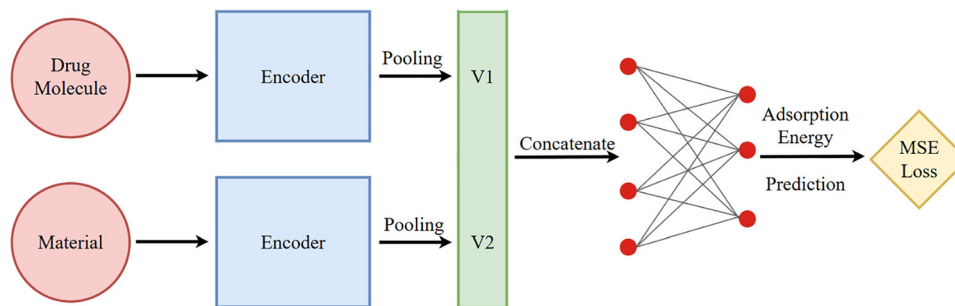 Drug
Molecule
Encoder
Pooling
V1
Concatenate
Adsorption
Energy
Prediction
MSE
Loss
Material
Encoder
Pooling
V2